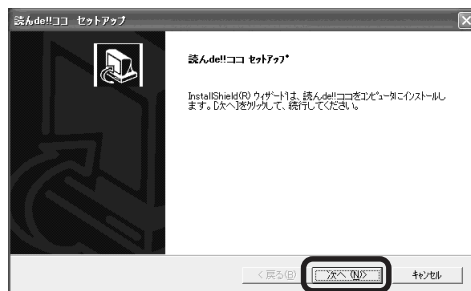 読んde!!ココ セットアップ
読んde!!ココ セットアップ
InstallShield(R) ウィザードは、読んde!!ココをコンピュータにインストールし
ます。[次へ]をクリックして、続行してください。
< 戻る(B)
次へ(N)>
キャンセル